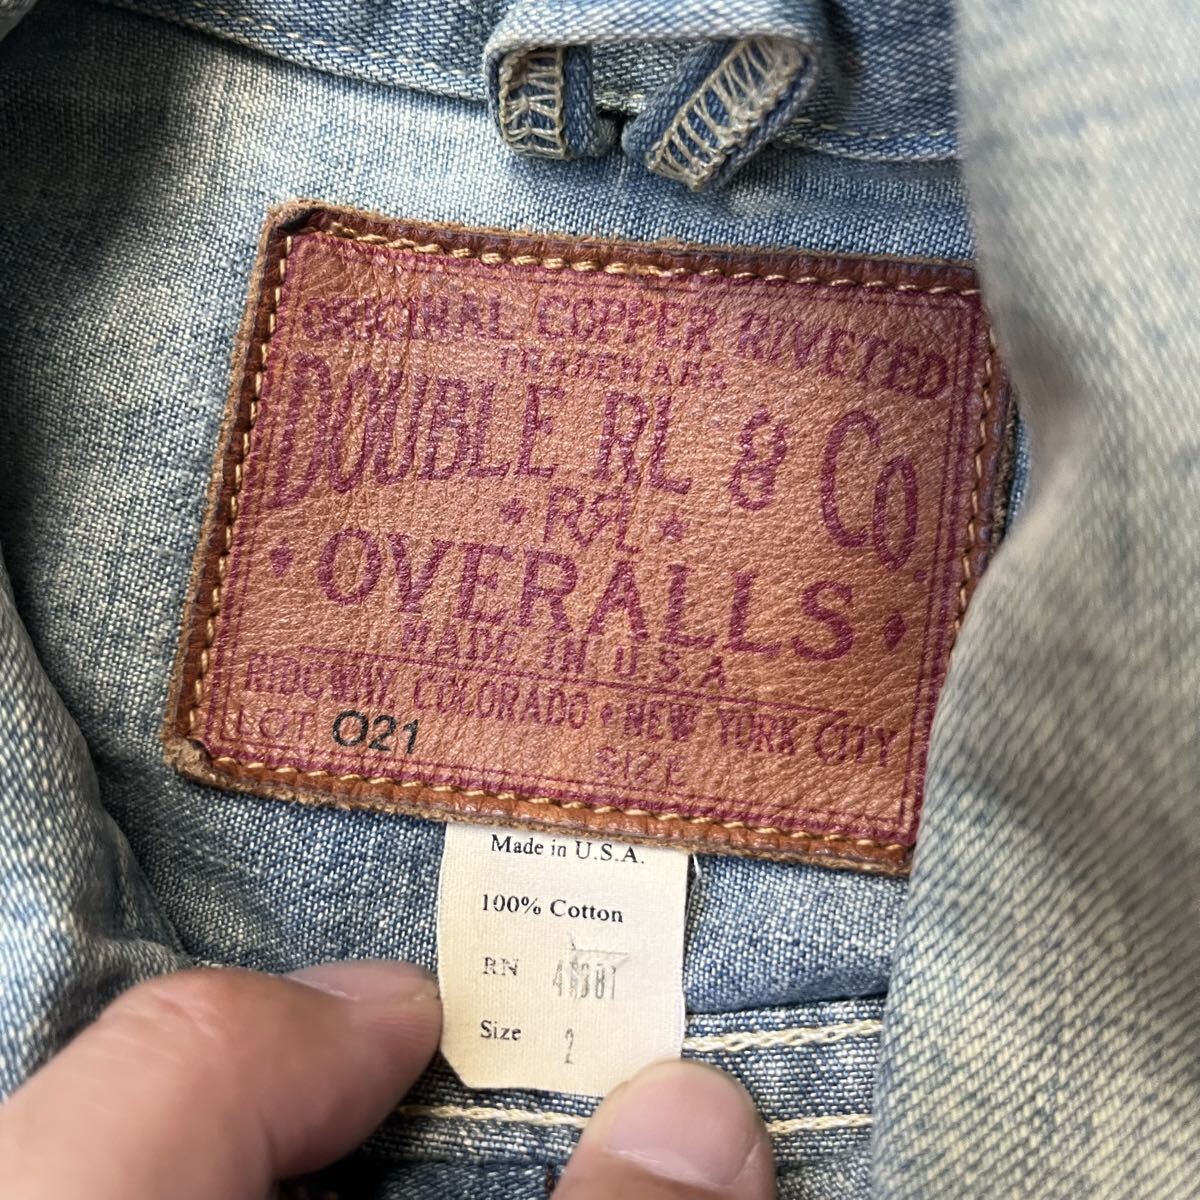 ORIGINAL COPPER RIVETED
TRADEMARK
DOUBLE RL & Co.
RRL
OVERALLS
MADE IN U.S.A.
RIDGWAY, COLORADO • NEW YORK CITY
LOT 021 SIZE
Made in U.S.A.
100% Cotton
RN
Size 2